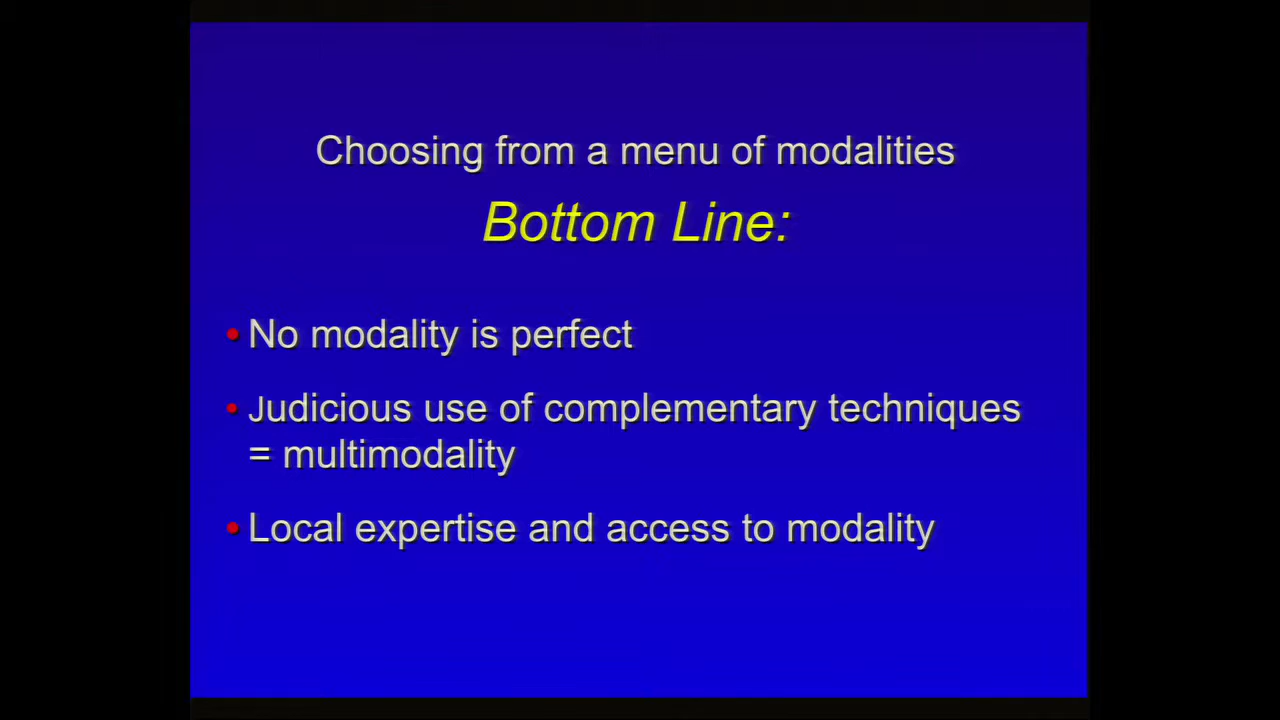 Choosing from a menu of modalities
Bottom Line:
• No modality is perfect
• Judicious use of complementary techniques
= multimodality
• Local expertise and access to modality